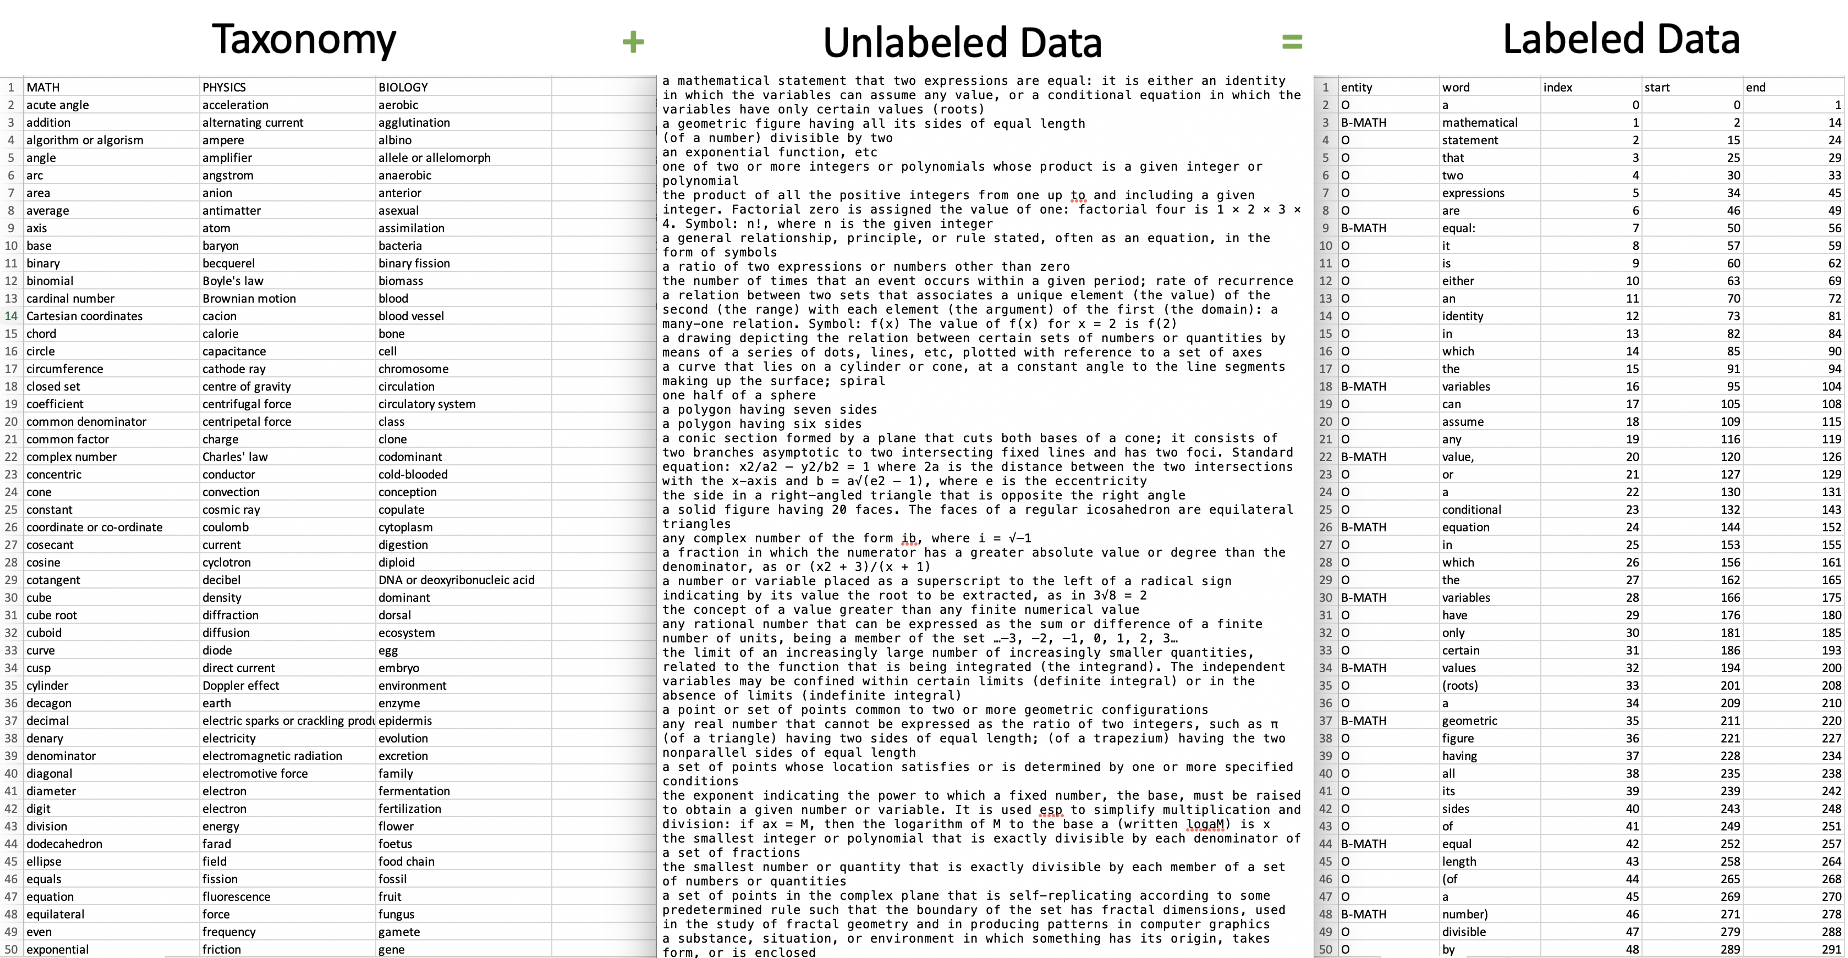 Taxonomy + Unlabeled Data = Labeled Data
1 MATH PHYSICS BIOLOGY
2 acute angle acceleration aerobic
3 addition alternating current agglutination
4 algorithm or algorism ampere albino
5 angle amplifier allele or allelomorph
6 arc angstrom anaerobic
7 area anion anterior
8 average antimatter asexual
9 axis atom assimilation
10 base baryon bacteria
11 binary becquerel binary fission
12 binomial Boyle's law biomass
13 cardinal number Brownian motion blood
14 Cartesian coordinates cacion blood vessel
15 chord calorie bone
16 circle capacitance cell
17 circumference cathode ray chromosome
18 closed set centre of gravity circulation
19 coefficient centrifugal force circulatory system
20 common denominator centripetal force class
21 common factor charge clone
22 complex number Charles' law codominant
23 concentric conductor cold-blooded
24 cone convection conception
25 constant cosmic ray copulate
26 coordinate or co-ordinate coulomb cytoplasm
27 cosecant current digestion
28 cosine cyclotron diploid
29 cotangent decibel DNA or deoxyribonucleic acid
30 cube density dominant
31 cube root diffraction dorsal
32 cuboid diffusion ecosystem
33 curve diode egg
34 cusp direct current embryo
35 cylinder Doppler effect environment
36 decagon earth enzyme
37 decimal electric sparks or crackling produ epidermis
38 denary electricity evolution
39 denominator electromagnetic radiation excretion
40 diagonal electromotive force family
41 diameter electron fermentation
42 digit electron fertilization
43 division energy flower
44 dodecahedron farad foetus
45 ellipse field food chain
46 equals fission fossil
47 equation fluorescence fruit
48 equilateral force fungus
49 even frequency gamete
50 exponential friction gene
a mathematical statement that two expressions are equal: it is either an identity
in which the variables can assume any value, or a conditional equation in which the
variables have only certain values (roots)
a geometric figure having all its sides of equal length
(of a number) divisible by two
an exponential function, etc
one of two or more integers or polynomials whose product is a given integer or
polynomial
the product of all the positive integers from one up to and including a given
integer. Factorial zero is assigned the value of one: factorial four is 1 × 2 × 3 ×
4. Symbol: n!, where n is the given integer
a general relationship, principle, or rule stated, often as an equation, in the
form of symbols
a ratio of two expressions or numbers other than zero
the number of times that an event occurs within a given period; rate of recurrence
a relation between two sets that associates a unique element (the value) of the
second (the range) with each element (the argument) of the first (the domain): a
many-one relation. Symbol: f(x) The value of f(x) for x = 2 is f(2)
a drawing depicting the relation between certain sets of numbers or quantities by
means of a series of dots, lines, etc, plotted with reference to a set of axes
a curve that lies on a cylinder or cone, at a constant angle to the line segments
making up the surface; spiral
one half of a sphere
a polygon having seven sides
a polygon having six sides
a conic section formed by a plane that cuts both bases of a cone; it consists of
two branches asymptotic to two intersecting fixed lines and has two foci. Standard
equation: x2/a2 – y2/b2 = 1 where 2a is the distance between the two intersections
with the x-axis and b = a√(e2 – 1), where e is the eccentricity
the side in a right-angled triangle that is opposite the right angle
a solid figure having 20 faces. The faces of a regular icosahedron are equilateral
triangles
any complex number of the form ib, where i = √–1
a fraction in which the numerator has a greater absolute value or degree than the
denominator, as or (x2 + 3)/(x + 1)
a number or variable placed as a superscript to the left of a radical sign
indicating by its value the root to be extracted, as in 3√8 = 2
the concept of a value greater than any finite numerical value
any rational number that can be expressed as the sum or difference of a finite
number of units, being a member of the set …–3, –2, –1, 0, 1, 2, 3…
the limit of an increasingly large number of increasingly smaller quantities,
related to the function that is being integrated (the integrand). The independent
variables may be confined within certain limits (definite integral) or in the
absence of limits (indefinite integral)
a point or set of points common to two or more geometric configurations
any real number that cannot be expressed as the ratio of two integers, such as π
(of a triangle) having two sides of equal length; (of a trapezium) having the two
nonparallel sides of equal length
a set of points whose location satisfies or is determined by one or more specified
conditions
the exponent indicating the power to which a fixed number, the base, must be raised
to obtain a given number or variable. It is used esp to simplify multiplication and
division: if ax = M, then the logarithm of M to the base a (written logaM) is x
the smallest integer or polynomial that is exactly divisible by each denominator of
a set of fractions
the smallest number or quantity that is exactly divisible by each member of a set
of numbers or quantities
a set of points in the complex plane that is self-replicating according to some
predetermined rule such that the boundary of the set has fractal dimensions, used
in the study of fractal geometry and in producing patterns in computer graphics
a substance, situation, or environment in which something has its origin, takes
form, or is enclosed
1 entity word index start end
2 O a 0 0 1
3 B-MATH mathematical 1 2 14
4 O statement 2 15 24
5 O that 3 25 29
6 O two 4 30 33
7 O expressions 5 34 45
8 O are 6 46 49
9 B-MATH equal: 7 50 56
10 O it 8 57 59
11 O is 9 60 62
12 O either 10 63 69
13 O an 11 70 72
14 O identity 12 73 81
15 O in 13 82 84
16 O which 14 85 90
17 O the 15 91 94
18 B-MATH variables 16 95 104
19 O can 17 105 108
20 O assume 18 109 115
21 O any 19 116 119
22 B-MATH value, 20 120 126
23 O or 21 127 129
24 O a 22 130 131
25 O conditional 23 132 143
26 B-MATH equation 24 144 152
27 O in 25 153 155
28 O which 26 156 161
29 O the 27 162 165
30 B-MATH variables 28 166 175
31 O have 29 176 180
32 O only 30 181 185
33 O certain 31 186 193
34 B-MATH values 32 194 200
35 O (roots) 33 201 208
36 O a 34 209 210
37 B-MATH geometric 35 211 220
38 O figure 36 221 227
39 O having 37 228 234
40 O all 38 235 238
41 O its 39 239 242
42 O sides 40 243 248
43 O of 41 249 251
44 B-MATH equal 42 252 257
45 O length 43 258 264
46 O (of 44 265 268
47 O a 45 269 270
48 B-MATH number) 46 271 278
49 O divisible 47 279 288
50 O by 48 289 291